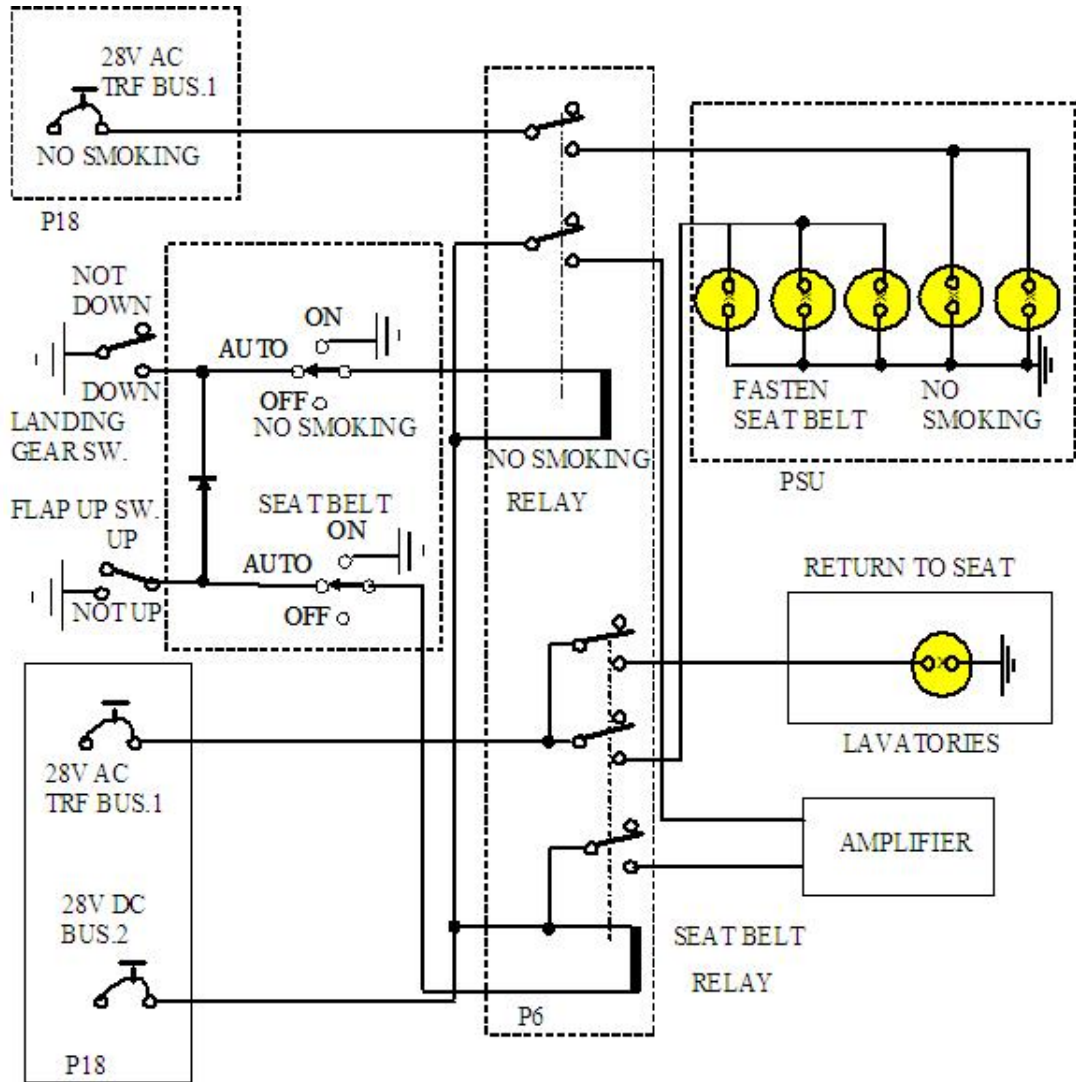 28V AC
TRF BUS.1
NO SMOKING
P18
NOT
DOWN
ON
AUTO
DOWN
OFF
NO SMOKING
LANDING
GEAR SW.
FLAP UP SW.
UP
SEAT BELT
ON
AUTO
NOT UP
OFF
NO SMOKING
RELAY
FASTEN
SEAT BELT
NO
SMOKING
PSU
RETURN TO SEAT
LAVATORIES
28V AC
TRF BUS.1
AMPLIFIER
28V DC
BUS.2
SEAT BELT
RELAY
P6
P18